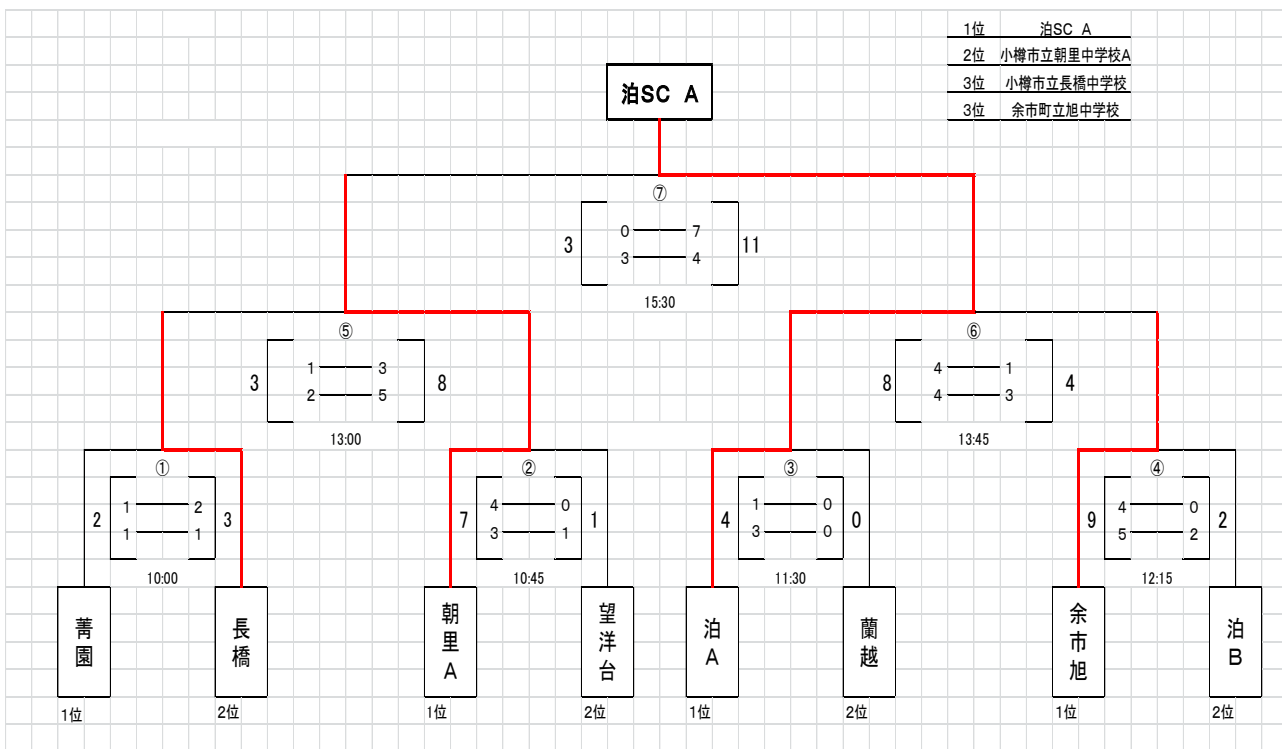 1位 泊SC A
2位 小樽市立朝里中学校A
3位 小樽市立長橋中学校
3位 余市町立旭中学校
泊SC A
⑦
3 0 7 11
3 4
15:30
⑤
3 1 3 8
2 5
13:00
⑥
8 4 1 4
4 3
13:45
①
2 1 2 3
1 1
10:00
②
7 4 0 1
3 1
10:45
③
4 1 0 0
3 0
11:30
④
9 4 0 2
5 2
12:15
菁園
長橋
朝里A
望洋台
泊A
蘭越
余市旭
泊B
1位 2位 1位 2位 1位 2位 1位 2位